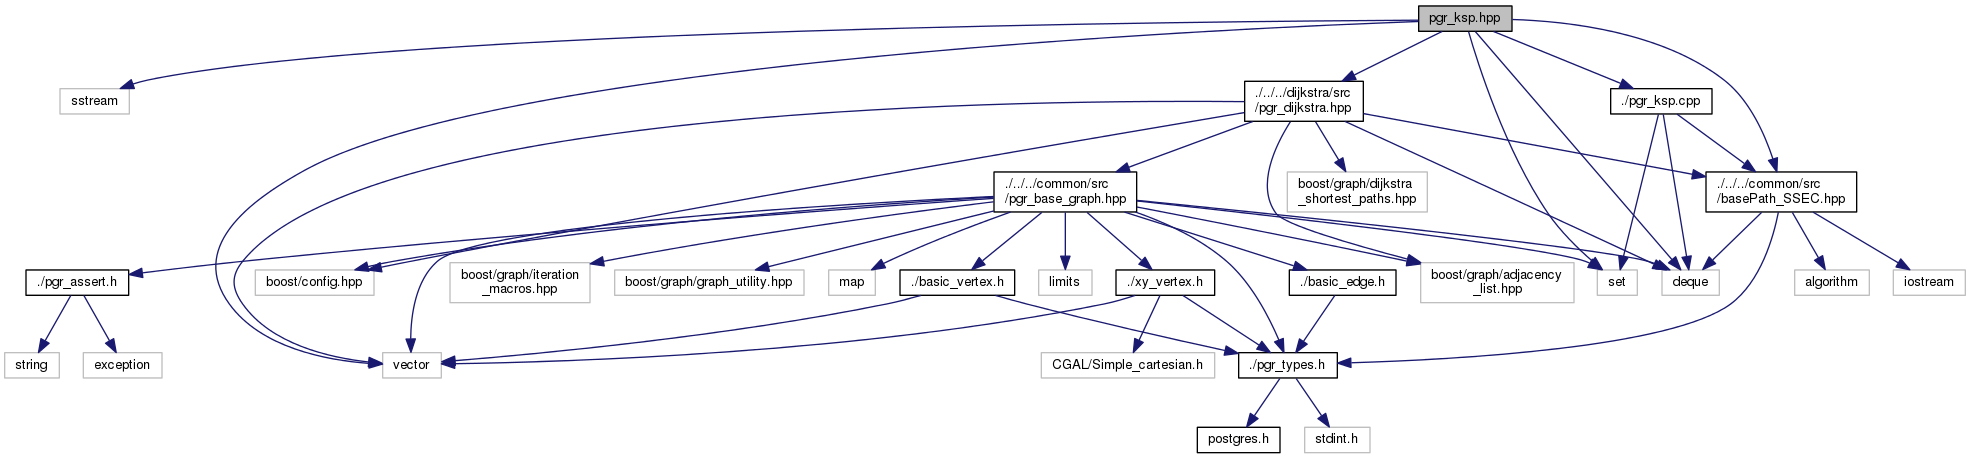 pgr_ksp.hpp
sstream
./../../dijkstra/src
/pgr_dijkstra.hpp
./pgr_ksp.cpp
./../../common/src
/pgr_base_graph.hpp
boost/graph/dijkstra
_shortest_paths.hpp
./../../common/src
/basePath_SSEC.hpp
./pgr_assert.h
boost/config.hpp
boost/graph/iteration
_macros.hpp
boost/graph/graph_utility.hpp
map
./basic_vertex.h
limits
./xy_vertex.h
./basic_edge.h
boost/graph/adjacency
_list.hpp
set
deque
algorithm
iostream
string
exception
vector
CGAL/Simple_cartesian.h
./pgr_types.h
postgres.h
stdint.h